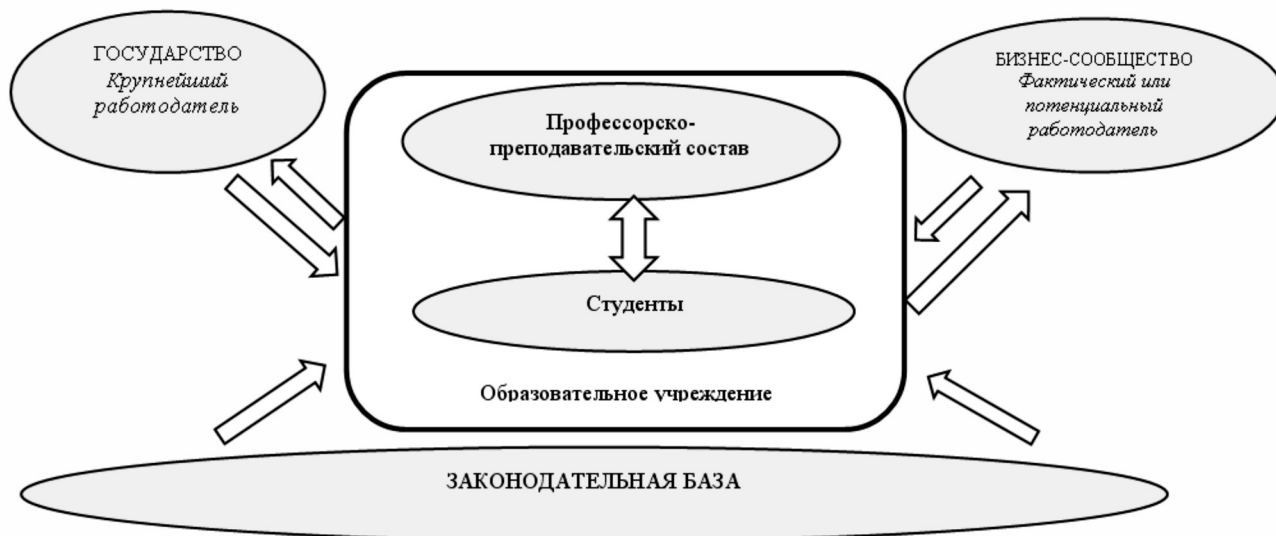 ГОСУДАРСТВО
Крупнейший
работодатель
БИЗНЕС-СООБЩЕСТВО
Фактический или
потенциальный
работодатель
Профессорско-
преподавательский состав
Студенты
Образовательное учреждение
ЗАКОНОДАТЕЛЬНАЯ БАЗА